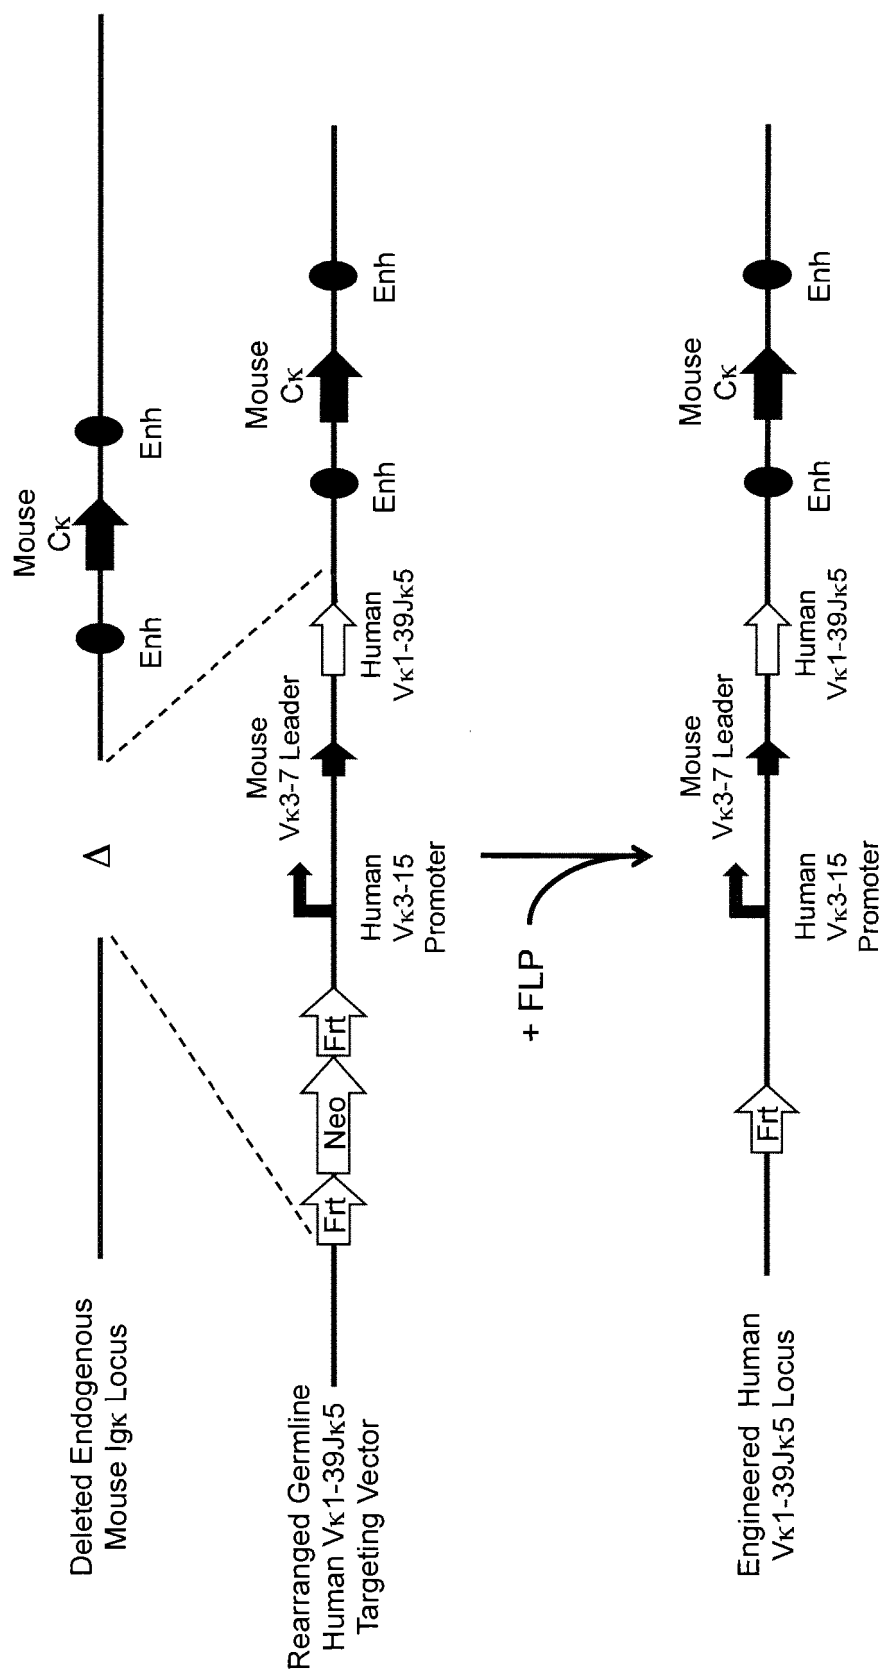 Deleted Endogenous
Mouse Igκ Locus
Δ
Mouse
Cκ
Enh
Enh
Rearranged Germline
Human Vκ1-39Jκ5
Targeting Vector
Frt
Neo
Frt
Human
Vκ3-15
Promoter
Mouse
Vκ3-7 Leader
Human
Vκ1-39Jκ5
Enh
Mouse
Cκ
Enh
+ FLP
Engineered Human
Vκ1-39Jκ5 Locus
Frt
Human
Vκ3-15
Promoter
Mouse
Vκ3-7 Leader
Human
Vκ1-39Jκ5
Enh
Mouse
Cκ
Enh